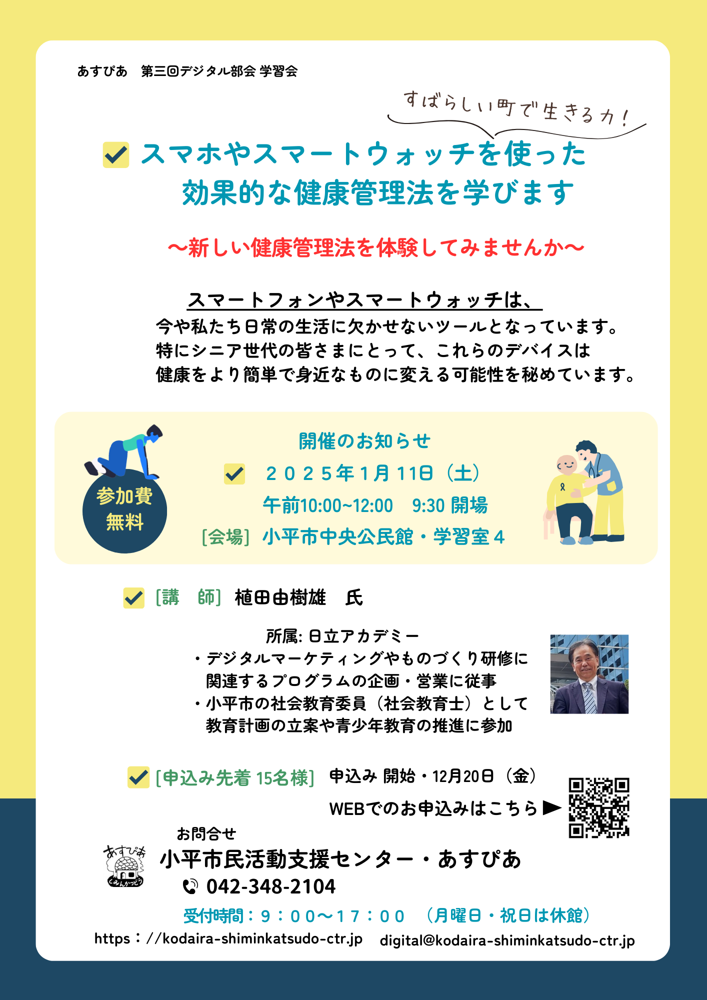 あすぴあ　第三回デジタル部会 学習会
すばらしい町で生きる力！
スマホやスマートウォッチを使った
効果的な健康管理法を学びます
～新しい健康管理法を体験してみませんか～
スマートフォンやスマートウォッチは、
今や私たち日常の生活に欠かせないツールとなっています。
特にシニア世代の皆さまにとって、これらのデバイスは
健康をより簡単で身近なものに変える可能性を秘めています。
参加費
無料
開催のお知らせ
２０２５年１月１１日（土）
午前10:00~12:00　9:30 開場
[会場]　小平市中央公民館・学習室４
[講　師]　植田由樹雄　氏
所属: 日立アカデミー
・デジタルマーケティングやものづくり研修に
関連するプログラムの企画・営業に従事
・小平市の社会教育委員（社会教育士）として
教育計画の立案や青少年教育の推進に参加
[申込み先着 15名様]　申込み 開始・12月20日（金）
WEBでのお申込みはこちら▶
お問合せ
あすぴあ
しみんかつどう
小平市民活動支援センター・あすぴあ
042-348-2104
受付時間：９：００～１７：００　（月曜日・祝日は休館）
https：//kodaira-shiminkatsudo-ctr.jp　digital@kodaira-shiminkatsudo-ctr.jp